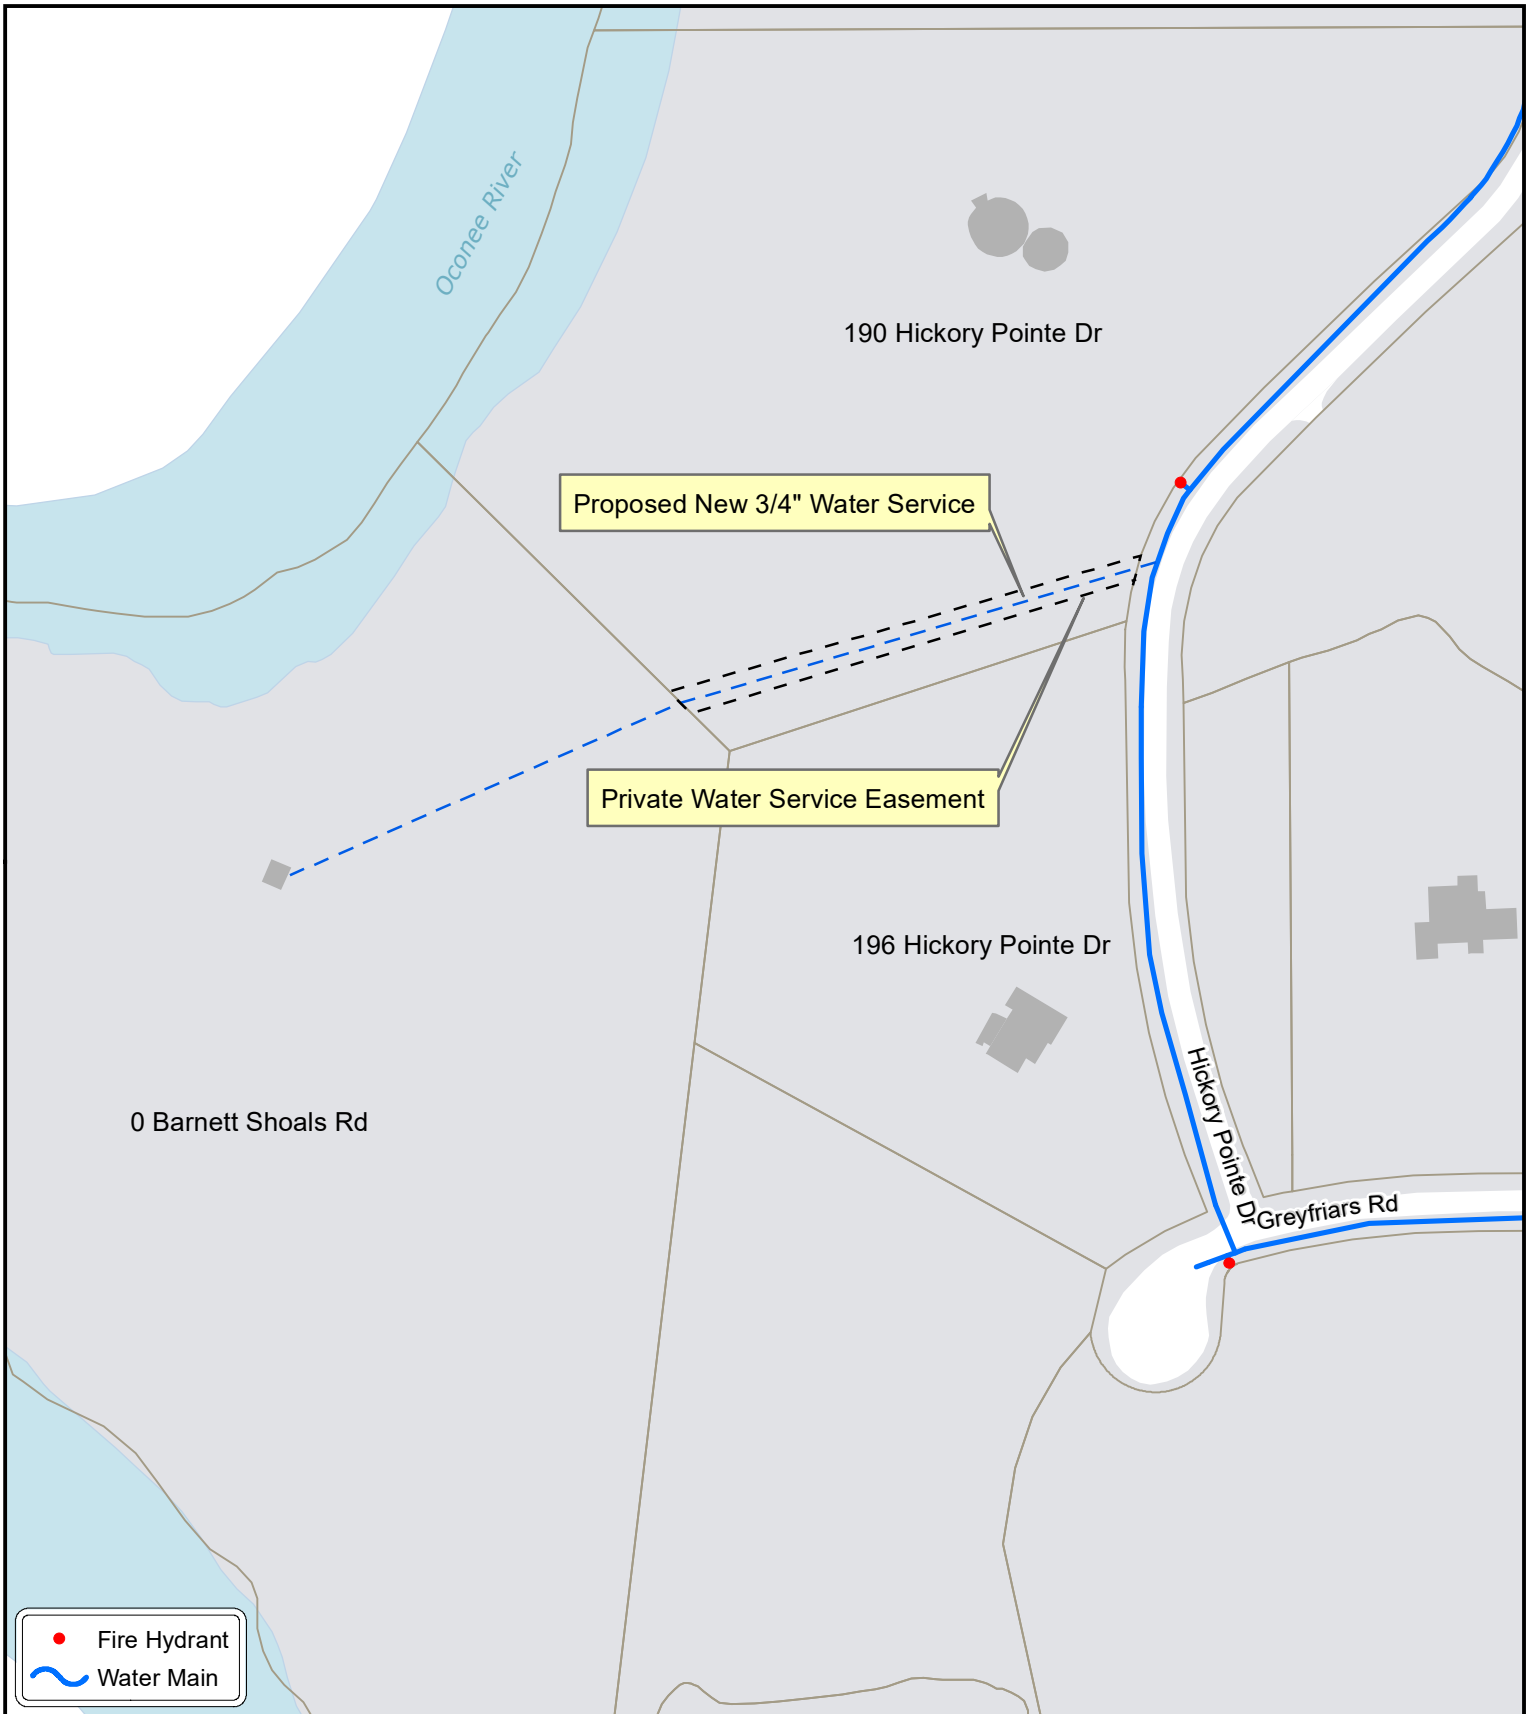 Oconee River
190 Hickory Pointe Dr
Proposed New 3/4" Water Service
Private Water Service Easement
196 Hickory Pointe Dr
0 Barnett Shoals Rd
Hickory Pointe Dr
Greyfriars Rd
Fire Hydrant
Water Main